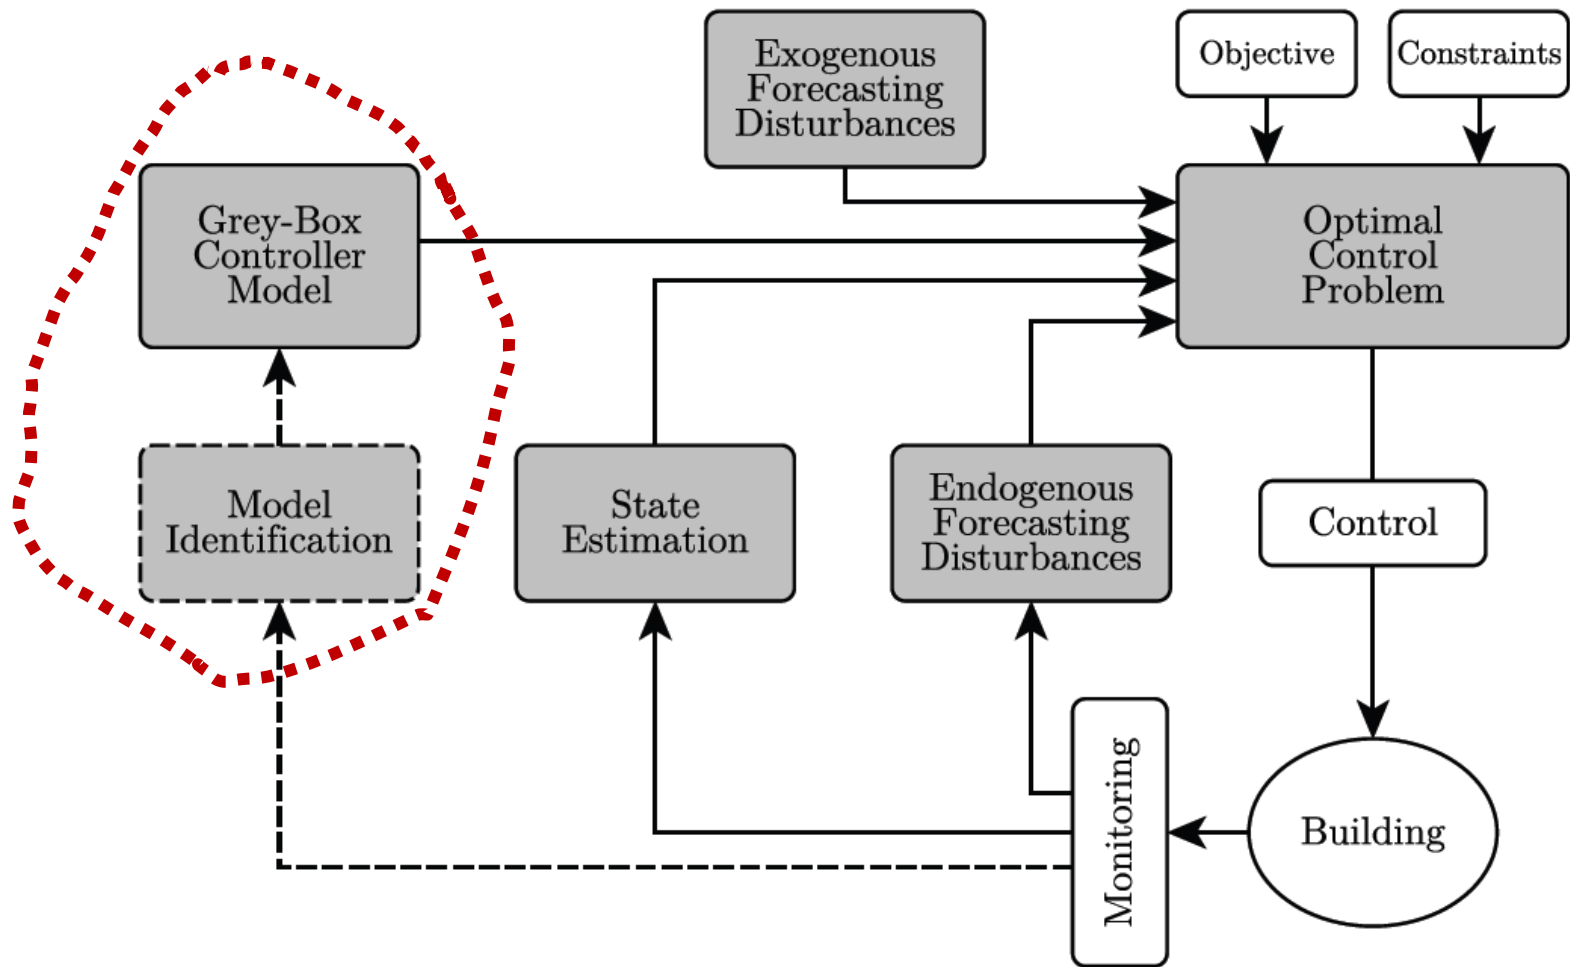 Exogenous
Forecasting
Disturbances
Objective
Constraints
Grey-Box
Controller
Model
Optimal
Control
Problem
Model
Identification
State
Estimation
Endogenous
Forecasting
Disturbances
Control
Monitoring
Building